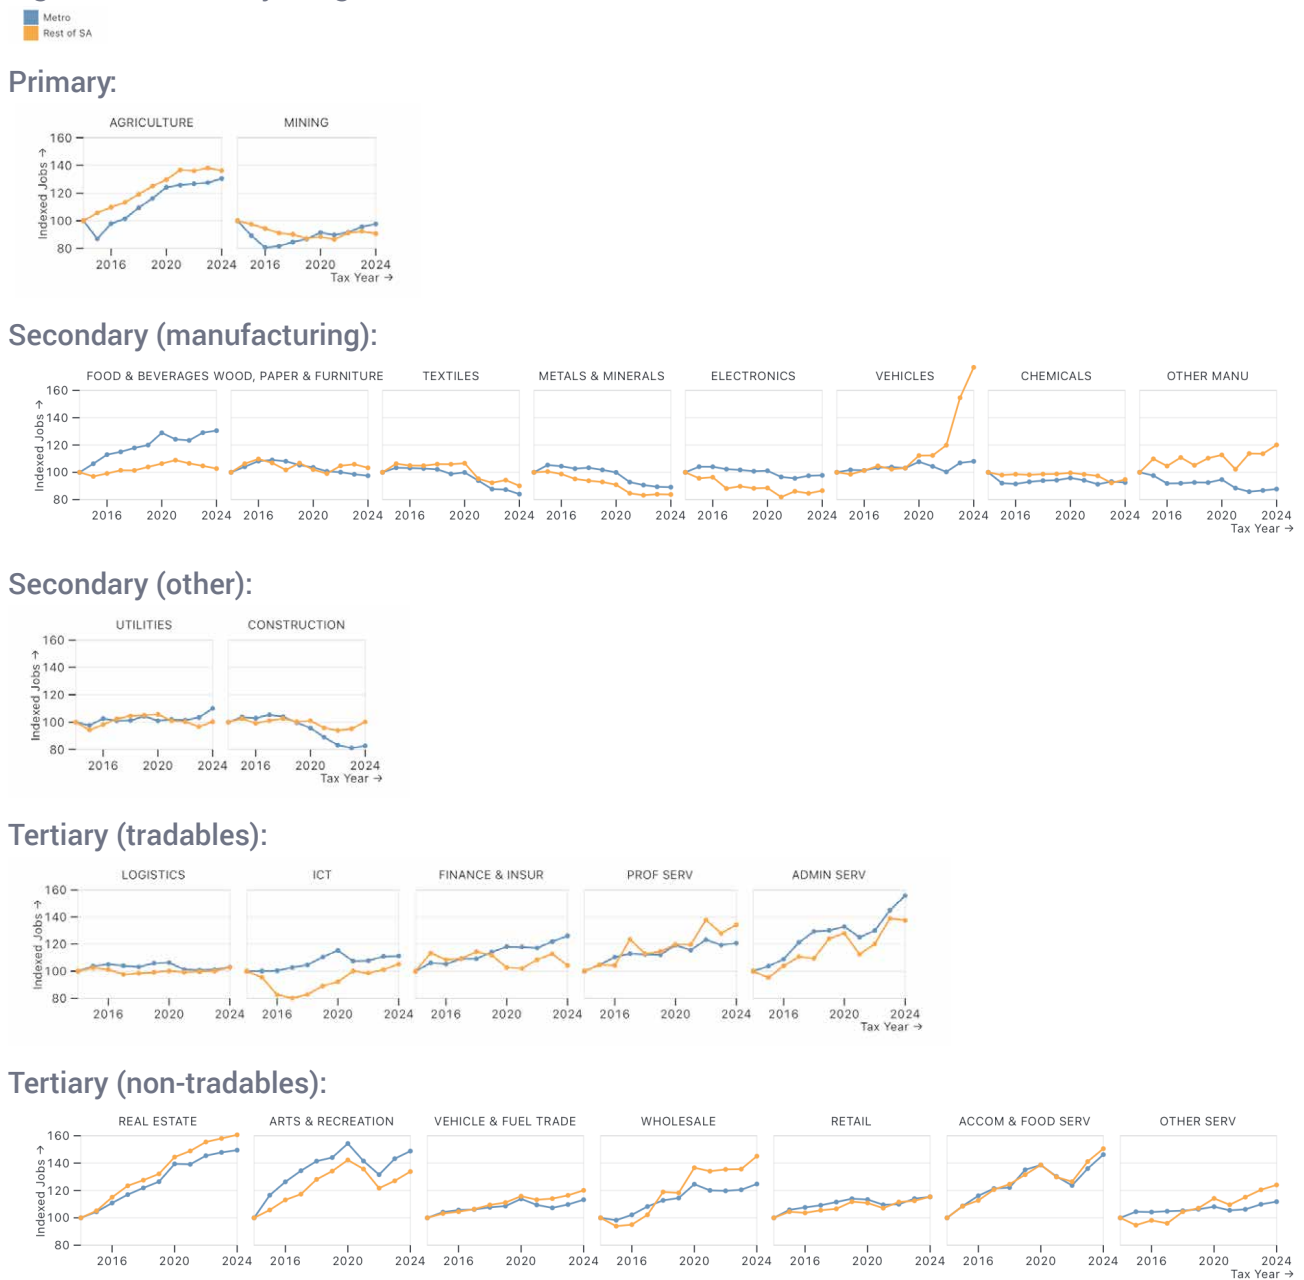 Metro
Rest of SA
Primary:
AGRICULTURE MINING
160
140
120
100
80
Indexed Jobs →
2016 2020 2024 2016 2020 2024
Tax Year →
Secondary (manufacturing):
FOOD & BEVERAGES WOOD, PAPER & FURNITURE TEXTILES METALS & MINERALS ELECTRONICS VEHICLES CHEMICALS OTHER MANU
160
140
120
100
80
Indexed Jobs →
2016 2020 2024 2016 2020 2024 2016 2020 2024 2016 2020 2024 2016 2020 2024 2016 2020 2024 2016 2020 2024 2016 2020 2024
Tax Year →
Secondary (other):
UTILITIES CONSTRUCTION
160
140
120
100
80
Indexed Jobs →
2016 2020 2024 2016 2020 2024
Tax Year →
Tertiary (tradables):
LOGISTICS ICT FINANCE & INSUR PROF SERV ADMIN SERV
160
140
120
100
80
Indexed Jobs →
2016 2020 2024 2016 2020 2024 2016 2020 2024 2016 2020 2024 2016 2020 2024
Tax Year →
Tertiary (non-tradables):
REAL ESTATE ARTS & RECREATION VEHICLE & FUEL TRADE WHOLESALE RETAIL ACCOM & FOOD SERV OTHER SERV
160
140
120
100
80
Indexed Jobs →
2016 2020 2024 2016 2020 2024 2016 2020 2024 2016 2020 2024 2016 2020 2024 2016 2020 2024 2016 2020 2024
Tax Year →